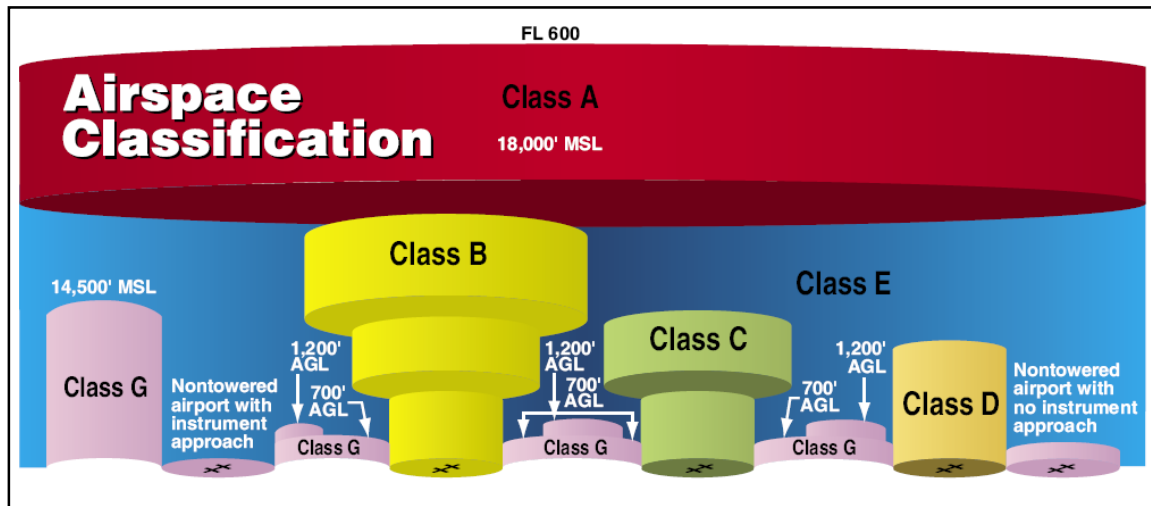 FL 600
Airspace
Classification
Class A
18,000' MSL
Class B
14,500' MSL
Class E
Class C
1,200'
AGL
1,200'
AGL
1,200'
AGL
Class G
Nontowered
airport with
instrument
approach
700'
AGL
700'
AGL
700'
AGL
Class D
Nontowered
airport with
no instrument
approach
Class G
Class G
Class G